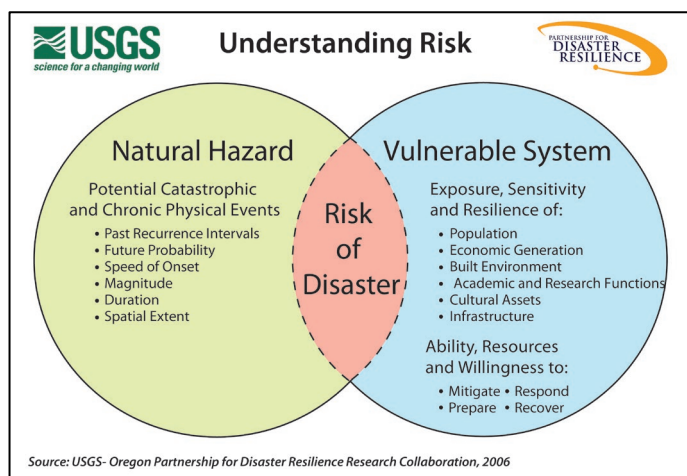 USGS
science for a changing world
Understanding Risk
PARTNERSHIP FOR
DISASTER
RESILIENCE
Natural Hazard
Potential Catastrophic
and Chronic Physical Events
• Past Recurrence Intervals
• Future Probability
• Speed of Onset
• Magnitude
• Duration
• Spatial Extent
Risk
of
Disaster
Vulnerable System
Exposure, Sensitivity
and Resilience of:
• Population
• Economic Generation
• Built Environment
• Academic and Research Functions
• Cultural Assets
• Infrastructure
Ability, Resources
and Willingness to:
• Mitigate • Respond
• Prepare • Recover
Source: USGS- Oregon Partnership for Disaster Resilience Research Collaboration, 2006